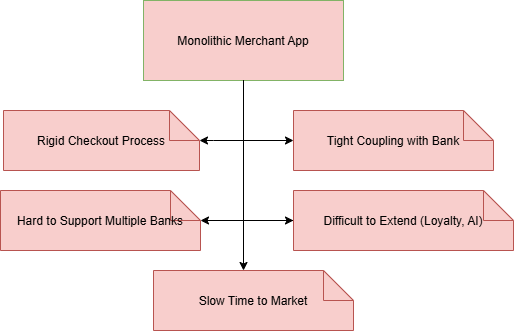 Monolithic Merchant App
Rigid Checkout Process
Tight Coupling with Bank
Hard to Support Multiple Banks
Difficult to Extend (Loyalty, AI)
Slow Time to Market